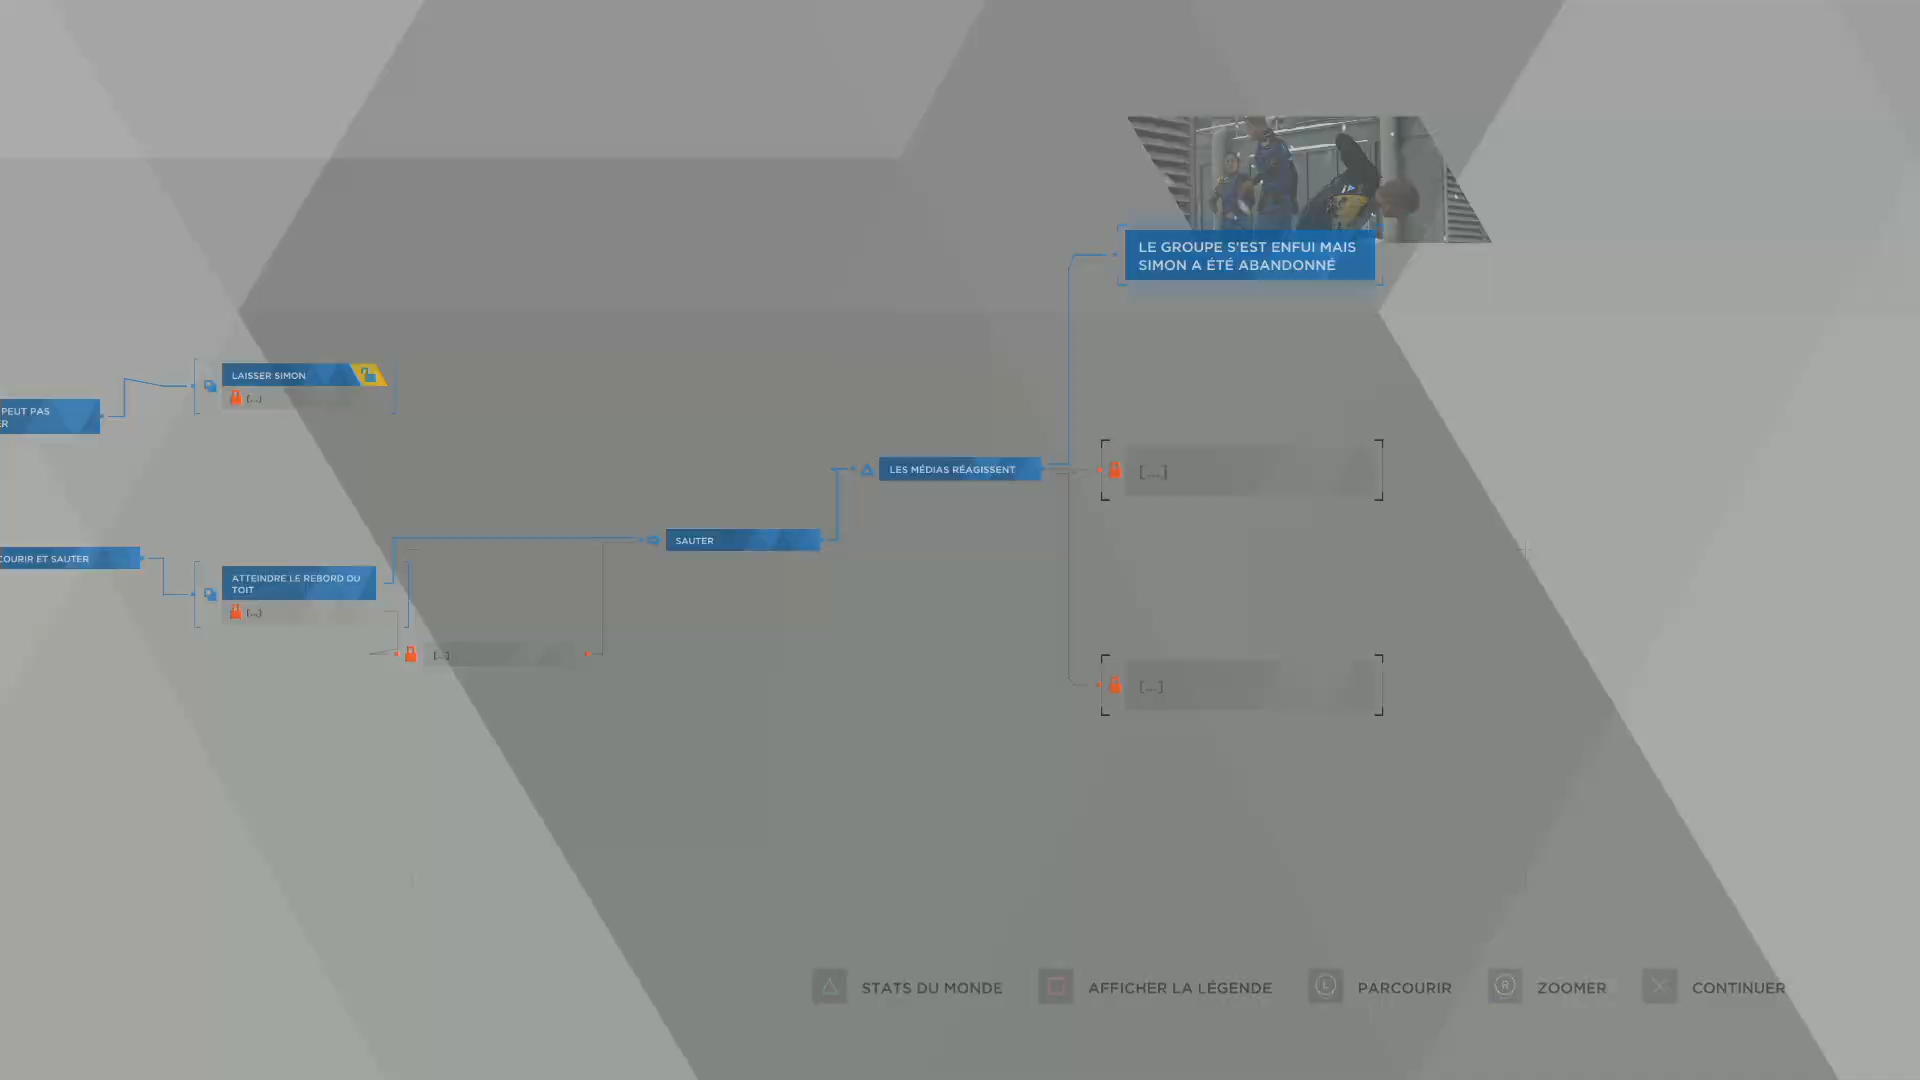 LE GROUPE S'EST ENFUI MAIS
SIMON A ÉTÉ ABANDONNÉ
LAISSER SIMON
[...]
PEUT PAS
ER
LES MÉDIAS RÉAGISSENT
[...]
SAUTER
COURIR ET SAUTER
ATTEINDRE LE REBORD DU
TOIT
[...]
[...]
[...]
STATS DU MONDE
AFFICHER LA LÉGENDE
L
PARCOURIR
R
ZOOMER
CONTINUER